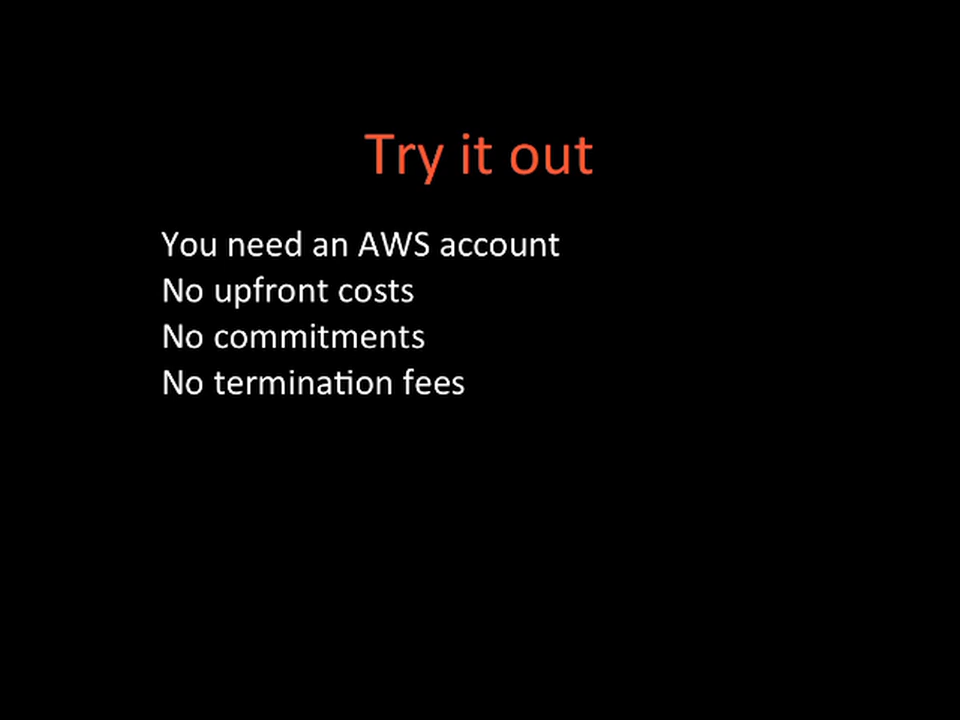 Try it out
You need an AWS account
No upfront costs
No commitments
No termination fees